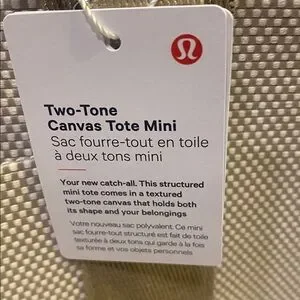 Two-Tone
Canvas Tote Mini
Sac fourre-tout en toile
à deux tons mini
Your new catch-all. This structured
mini tote comes in a textured
two-tone canvas that holds both
its shape and your belongings
Votre nouveau sac polyvalent. Ce mini
sac fourre-tout structuré est fait de toile
texturée à deux tons qui garde à la fois
sa forme et vos objets personnels